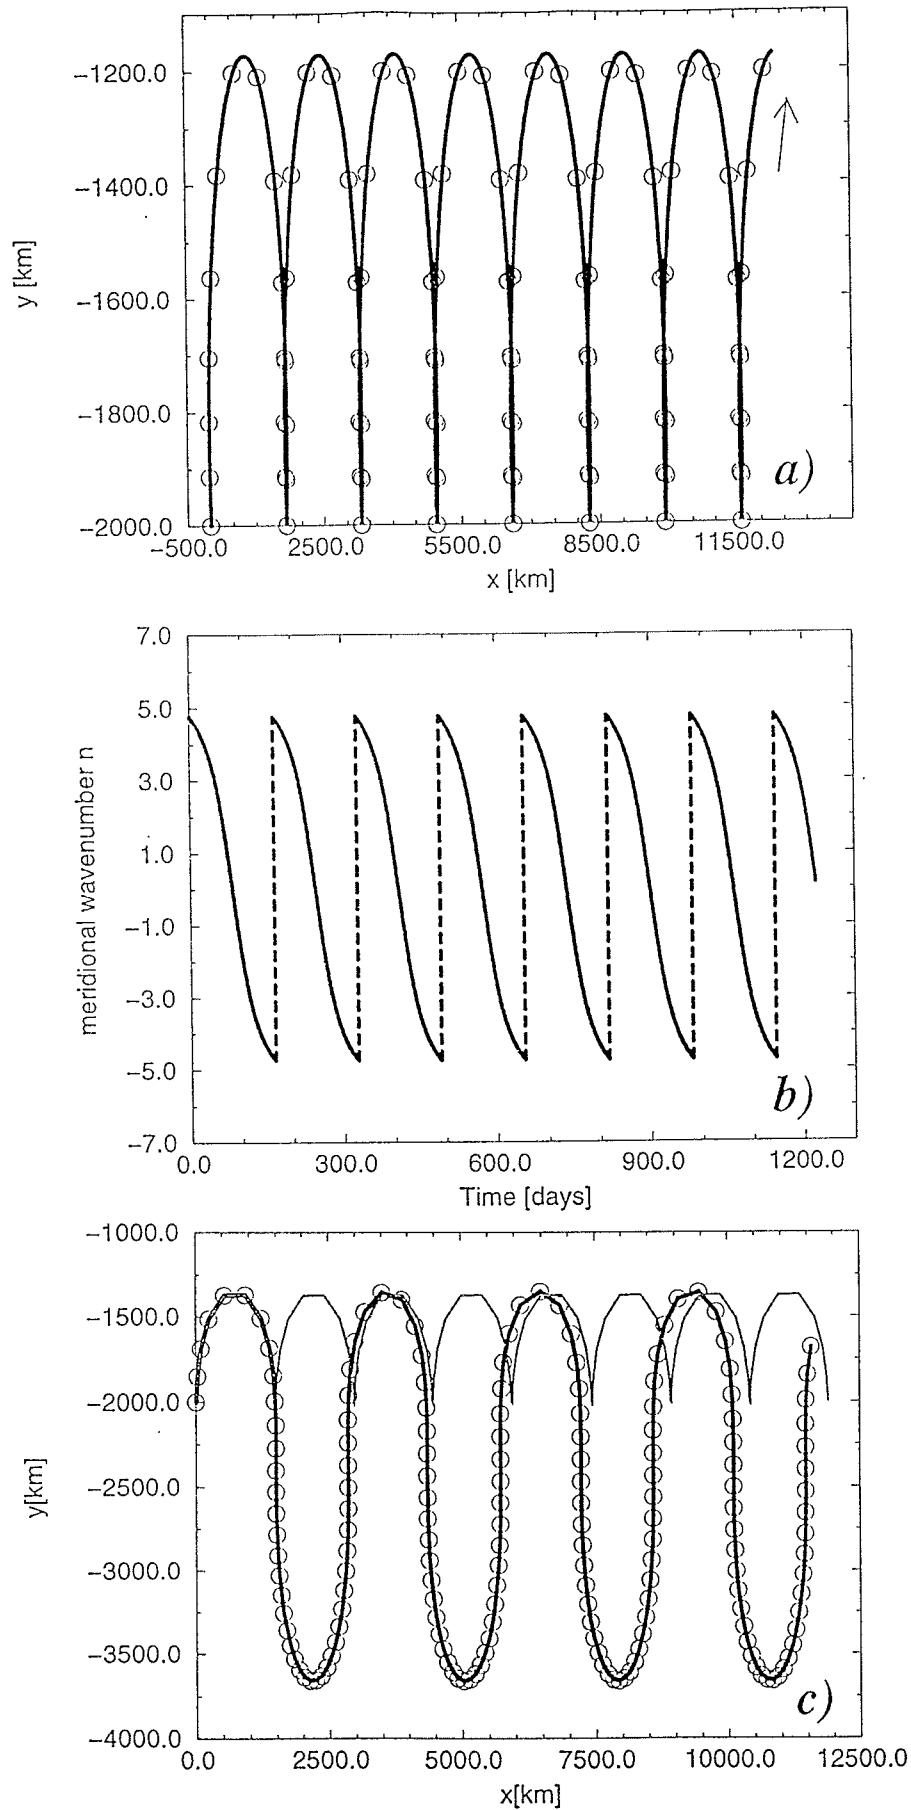 −1200.0
−1400.0
−1600.0
−1800.0
−2000.0
y [km]
−500.0 2500.0 5500.0 8500.0 11500.0
x [km]
a)
7.0
5.0
3.0
1.0
−1.0
−3.0
−5.0
−7.0
meridional wavenumber n
0.0 300.0 600.0 900.0 1200.0
Time [days]
b)
−1000.0
−1500.0
−2000.0
−2500.0
−3000.0
−3500.0
−4000.0
y[km]
0.0 2500.0 5000.0 7500.0 10000.0 12500.0
x[km]
c)